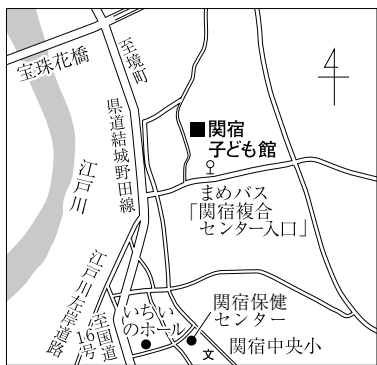 宝珠花橋
至境町
県道結城野田線
江戸川
■関宿
子ども館
まめバス
「関宿複合
センター入口」
江戸川左岸道路
至国道
16号
いちい
のホール
関宿保健
センター
文
関宿中央小